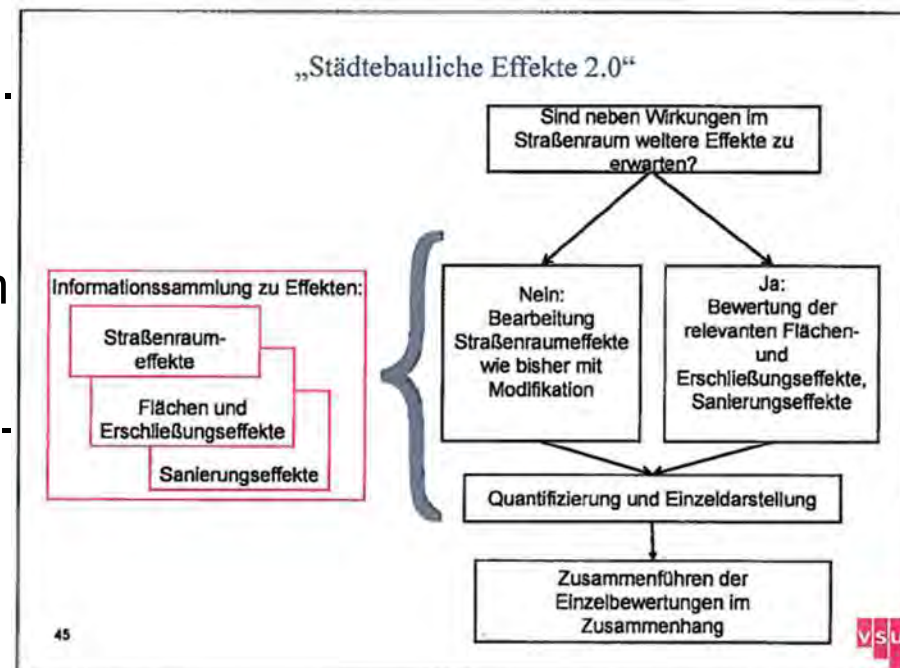 „Städtebauliche Effekte 2.0“
Sind neben Wirkungen im
Straßenraum weitere Effekte zu
erwarten?
Informationssammlung zu Effekten:
Straßenraum-
effekte
Flächen und
Erschließungseffekte
Sanierungseffekte
Nein:
Bearbeitung
Straßenraumeffekte
wie bisher mit
Modifikation
Ja:
Bewertung der
relevanten Flächen-
und
Erschließungseffekte,
Sanierungseffekte
Quantifizierung und Einzeldarstellung
Zusammenführen der
Einzelbewertungen im
Zusammenhang
45
vsu